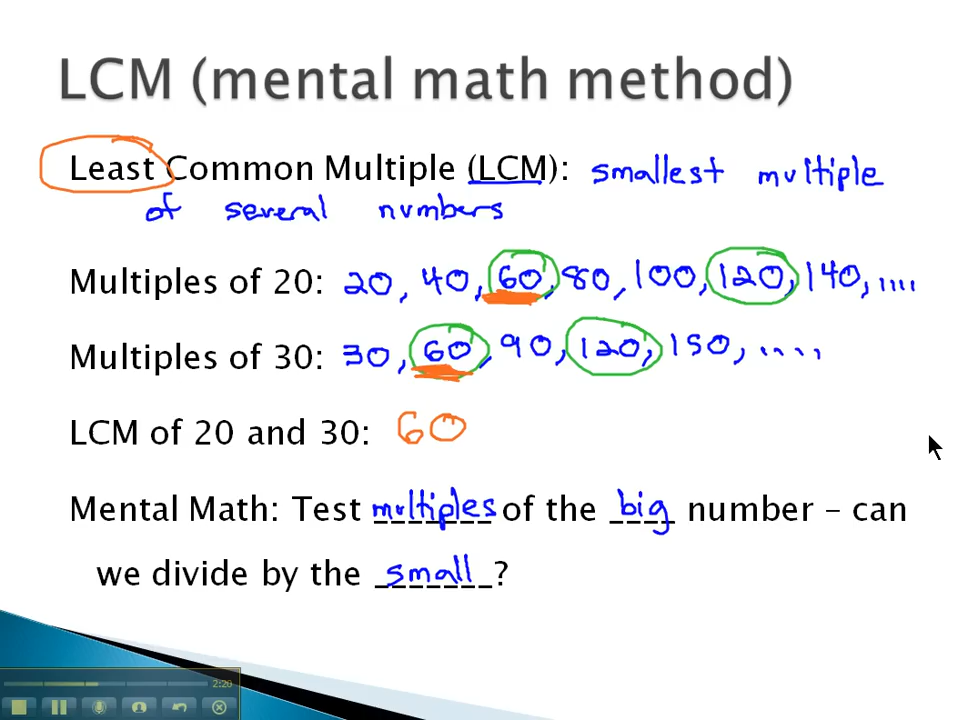 LCM (mental math method)
Least Common Multiple (LCM): smallest multiple
of several numbers
Multiples of 20: 20, 40, 60, 80, 100, 120, 140, ....
Multiples of 30: 30, 60, 90, 120, 150, ....
LCM of 20 and 30: 60
Mental Math: Test multiples of the big number – can
we divide by the small?
2:20